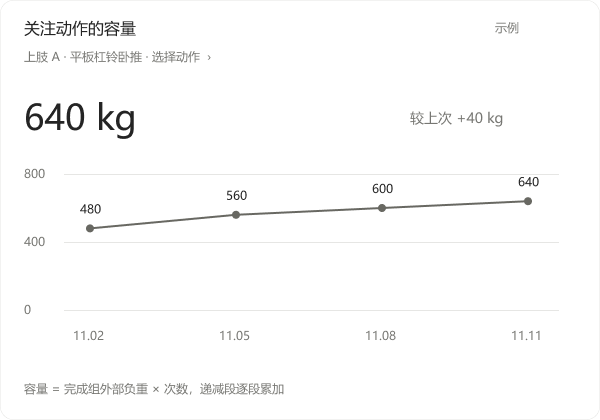 关注动作的容量
示例
上肢 A · 平板杠铃卧推 · 选择动作 ›
640 kg
较上次 +40 kg
800
640
600
560
480
400
0
11.02
11.05
11.08
11.11
容量 = 完成组外部负重 × 次数，递减段逐段累加